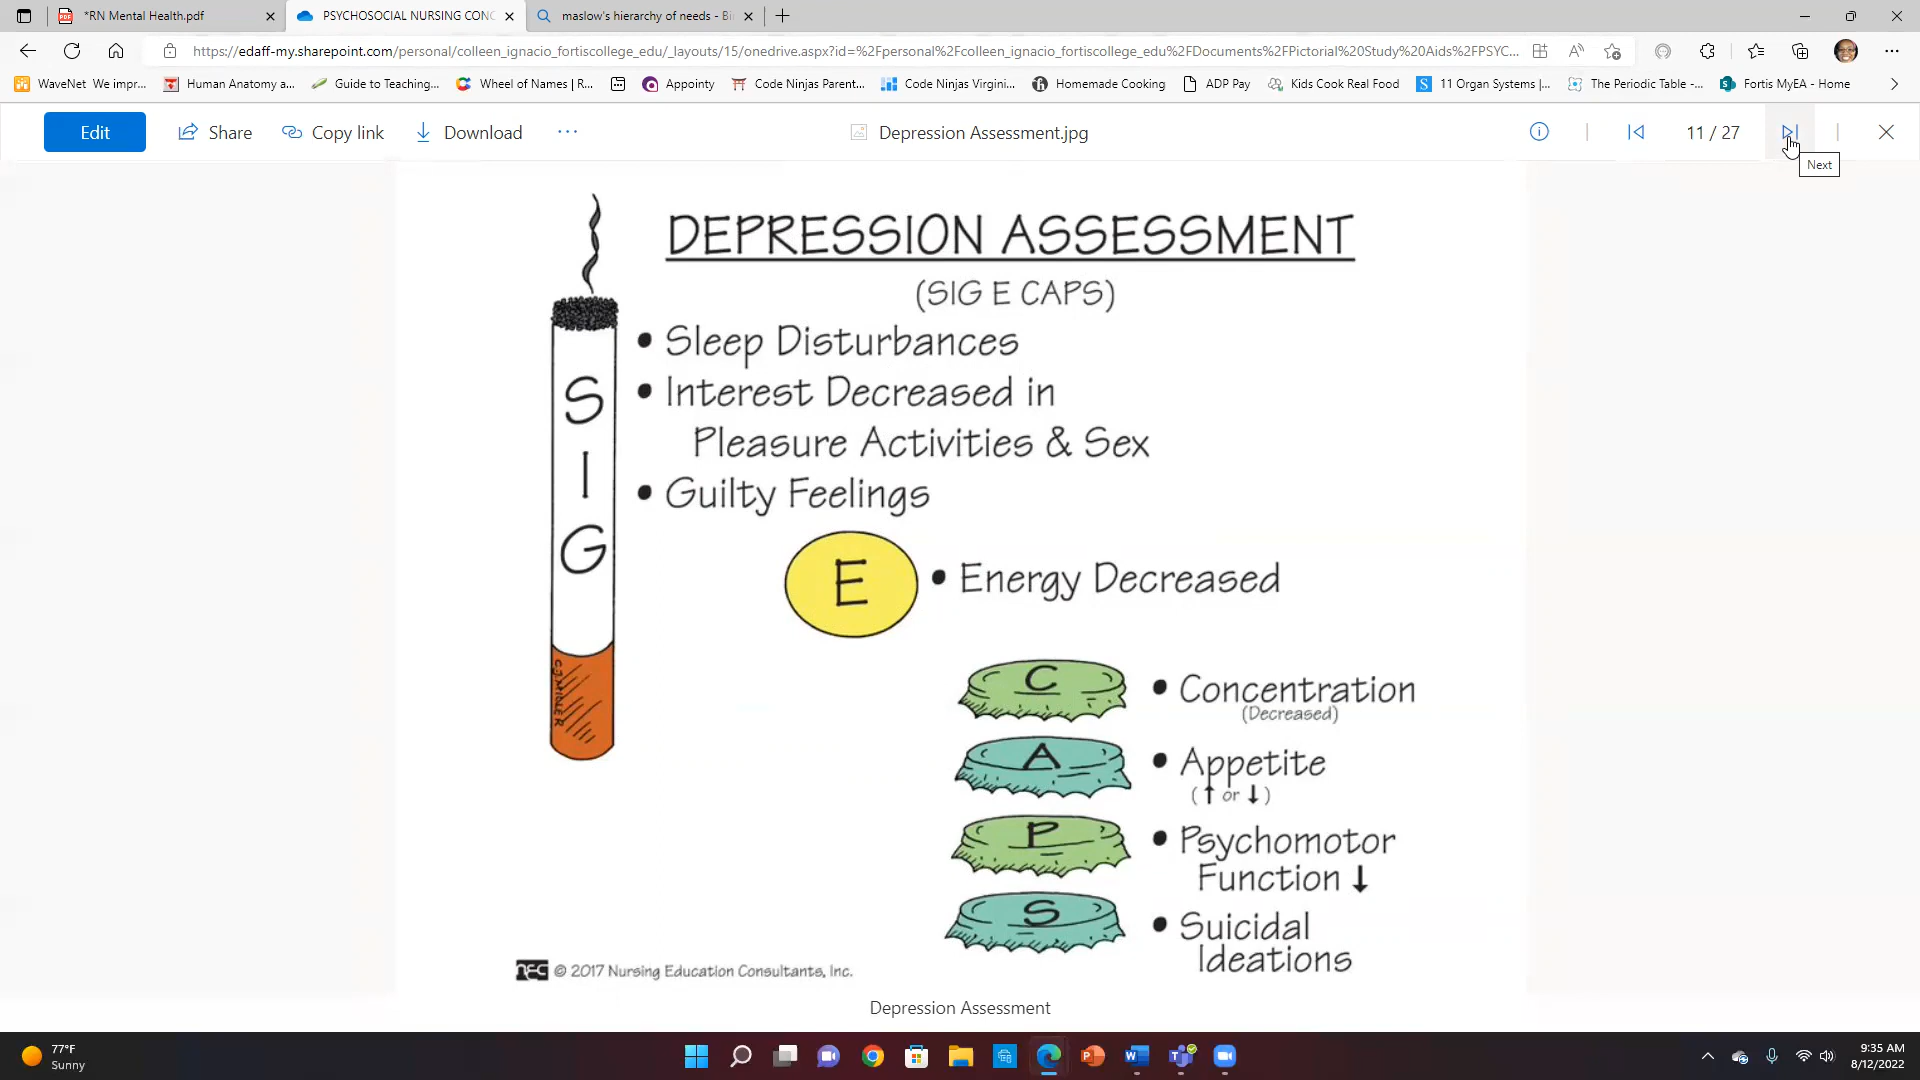 *RN Mental Health.pdf
PSYCHOSOCIAL NURSING CONC
maslow's hierarchy of needs - Bi
https://edaff-my.sharepoint.com/personal/colleen_ignacio_fortiscollege_edu/_layouts/15/onedrive.aspx?id=%2Fpersonal%2Fcolleen_ignacio_fortiscollege_edu%2FDocuments%2FPictorial%20Study%20Aids%2FPSYC...
WaveNet  We impr...
Human Anatomy a...
Guide to Teaching...
Wheel of Names | R...
Appointy
Code Ninjas Parent...
Code Ninjas Virgini...
Homemade Cooking
ADP Pay
Kids Cook Real Food
11 Organ Systems |...
The Periodic Table -...
Fortis MyEA - Home
Edit
Share
Copy link
Download
Depression Assessment.jpg
11 / 27
Next
DEPRESSION ASSESSMENT
(SIG E CAPS)
S
I
G
• Sleep Disturbances
• Interest Decreased in
Pleasure Activities & Sex
• Guilty Feelings
E
• Energy Decreased
C
• Concentration
(Decreased)
A
• Appetite
(↑ or ↓)
P
• Psychomotor
Function ↓
S
• Suicidal
Ideations
C.J. MILLER
nec © 2017 Nursing Education Consultants, Inc.
Depression Assessment
77°F
Sunny
9:35 AM
8/12/2022